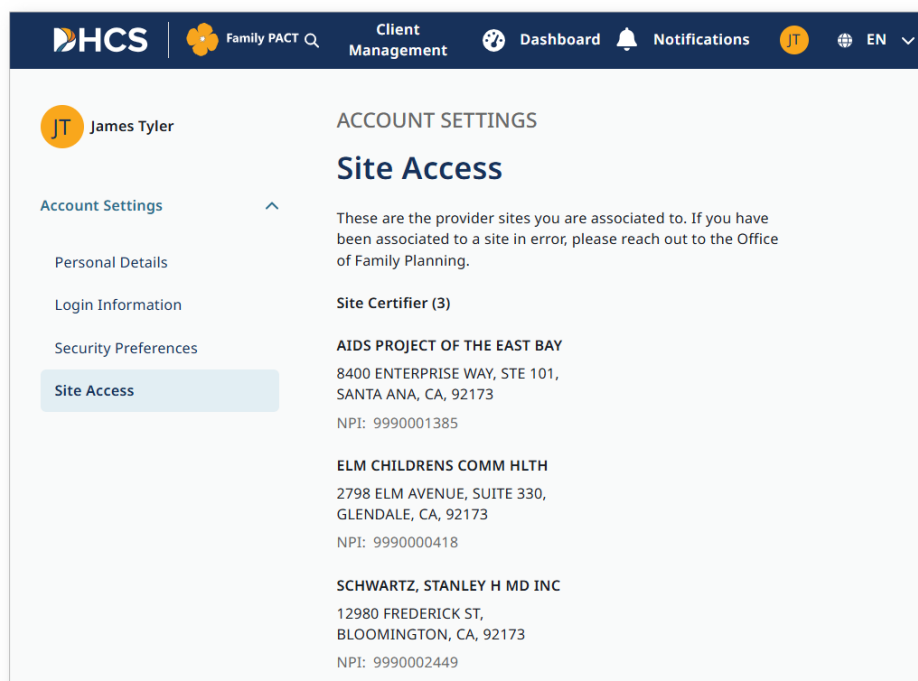 DHCS
Family PACT
Client
Management
Dashboard
Notifications
JT
EN
JT
James Tyler
Account Settings
Personal Details
Login Information
Security Preferences
Site Access
ACCOUNT SETTINGS
Site Access
These are the provider sites you are associated to. If you have
been associated to a site in error, please reach out to the Office
of Family Planning.
Site Certifier (3)
AIDS PROJECT OF THE EAST BAY
8400 ENTERPRISE WAY, STE 101,
SANTA ANA, CA, 92173
NPI: 9990001385
ELM CHILDRENS COMM HLTH
2798 ELM AVENUE, SUITE 330,
GLENDALE, CA, 92173
NPI: 9990000418
SCHWARTZ, STANLEY H MD INC
12980 FREDERICK ST,
BLOOMINGTON, CA, 92173
NPI: 9990002449